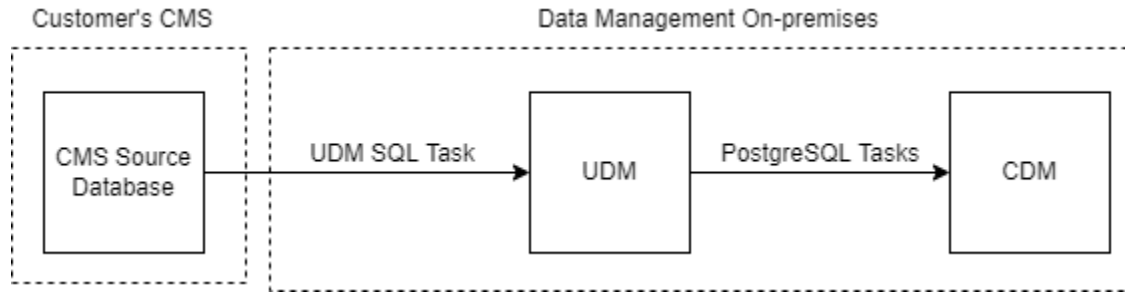 Customer's CMS
Data Management On-premises
CMS Source
Database
UDM SQL Task
UDM
PostgreSQL Tasks
CDM